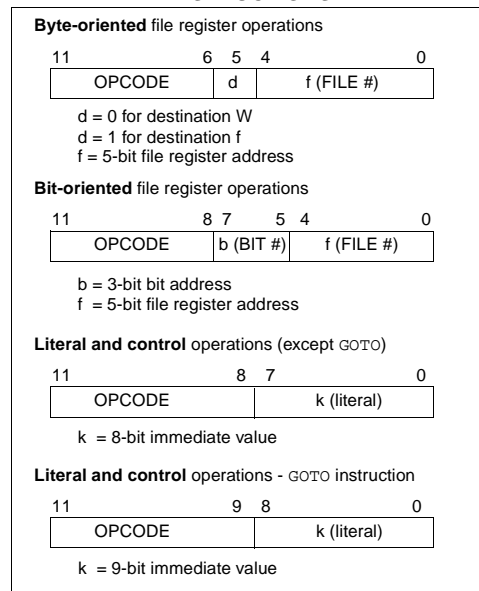 Byte-oriented file register operations
11 6 5 4 0
OPCODE d f (FILE #)
d = 0 for destination W
d = 1 for destination f
f = 5-bit file register address
Bit-oriented file register operations
11 8 7 5 4 0
OPCODE b (BIT #) f (FILE #)
b = 3-bit bit address
f = 5-bit file register address
Literal and control operations (except GOTO)
11 8 7 0
OPCODE k (literal)
k = 8-bit immediate value
Literal and control operations - GOTO instruction
11 9 8 0
OPCODE k (literal)
k = 9-bit immediate value